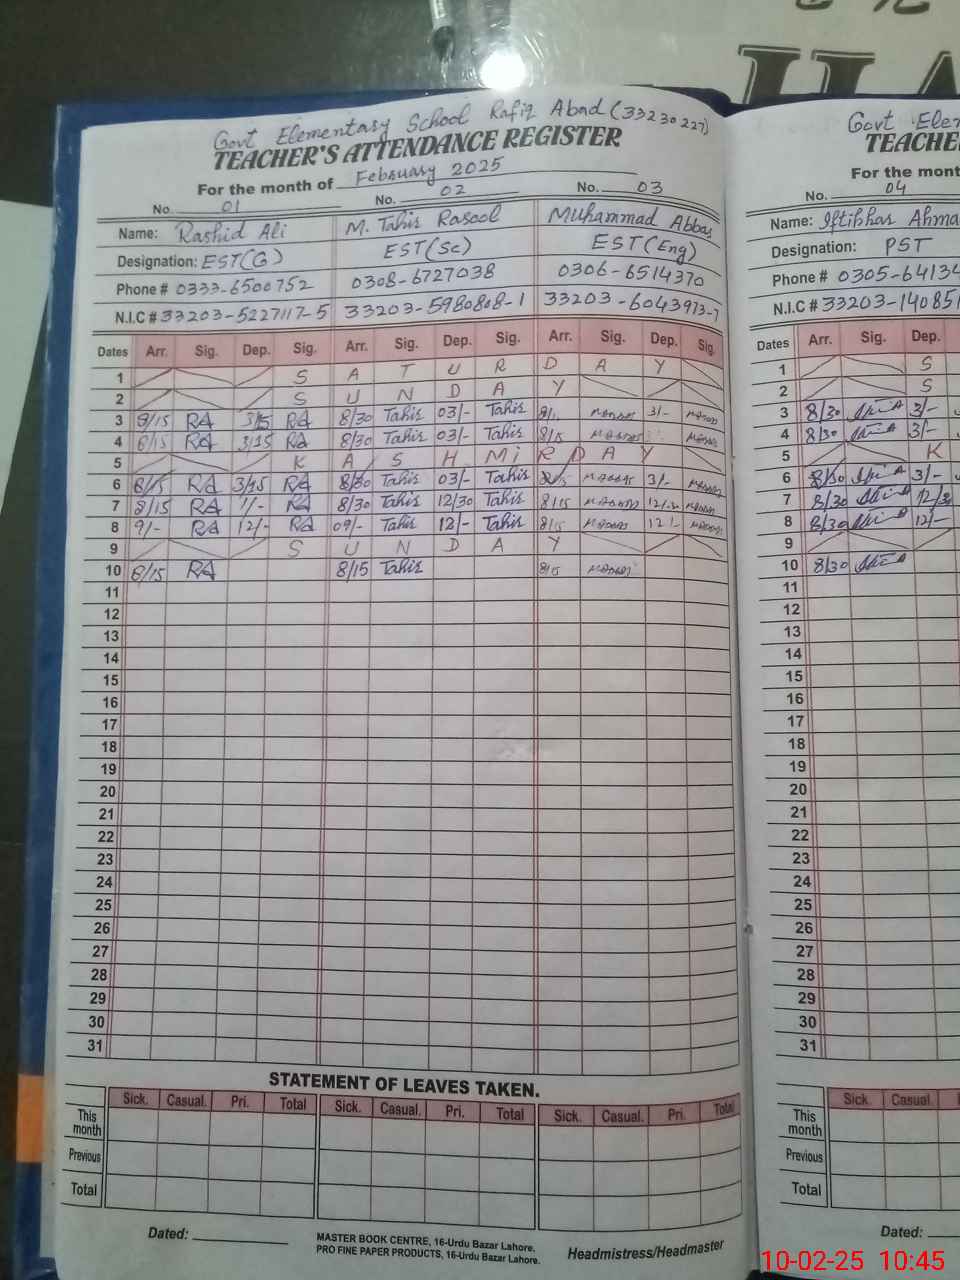 Govt Elementary School Rafiq Abad (33230227)
TEACHER'S ATTENDANCE REGISTER
For the month of February 2025
No. 01 No. 02 No. 03
Name: Rashid Ali M. Tahir Rasool Muhammad Abbas
Designation: EST(G) EST(Sc) EST(Eng)
Phone # 0333-6500752 0308-6727038 0306-6514370
N.I.C # 33203-5227117-5 33203-5980808-1 33203-6043973-7
Dates Arr. Sig. Dep. Sig. Arr. Sig. Dep. Sig. Arr. Sig. Dep. Sig.
1 S A T U R D A Y
2 S U N D A Y
3 8/15 RA 3/15 RA 8/30 Tahir 03/- Tahir 3/-
4 8/15 RA 3/15 RA 8/30 Tahir 03/- Tahir 8/15
5 K A S H Mi R D A Y
6 8/15 RA 3/15 RA 8/30 Tahir 03/- Tahir 3/-
7 8/15 RA 1/- RA 8/30 Tahir 12/30 Tahir 8/15
8 9/- RA 12/- RA 09/- Tahir 12/- Tahir 8/15 12/-
9 S U N D A Y
10 8/15 RA 8/15 Tahir 8/15
11
12
13
14
15
16
17
18
19
20
21
22
23
24
25
26
27
28
29
30
31
STATEMENT OF LEAVES TAKEN.
Sick. Casual. Pri. Total Sick. Casual. Pri. Total Sick. Casual. Pri. Total
This month
Previous
Total
Dated:
MASTER BOOK CENTRE, 16-Urdu Bazar Lahore.
PRO FINE PAPER PRODUCTS, 16-Urdu Bazar Lahore.
Headmistress/Headmaster
Govt Elem
TEACHE
For the mont
No. 04
Name: Iftikhar Ahma
Designation: PST
Phone # 0305-64134
N.I.C # 33203-14085
Dates Arr. Sig. Dep.
1 S
2 S
3 8/30 3/-
4 8/30 3/-
5 K
6 8/30 3/-
7 8/30 12/3
8 8/30 12/-
9
10 8/30
11
12
13
14
15
16
17
18
19
20
21
22
23
24
25
26
27
28
29
30
31
Sick. Casual.
This month
Previous
Total
Dated:
10-02-25 10:45